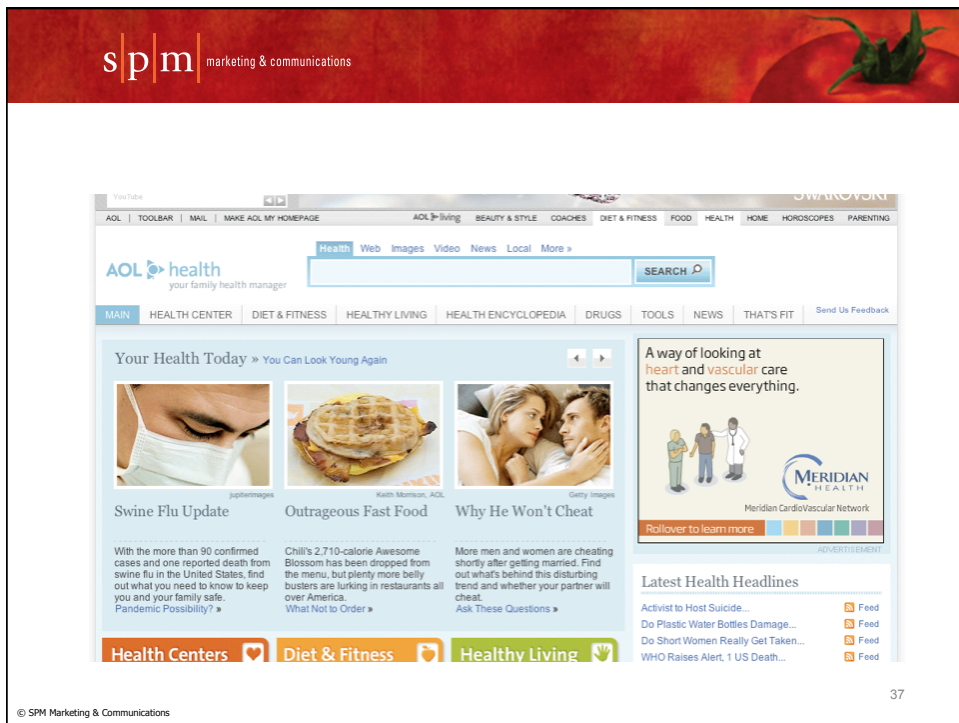 s|p|m marketing & communications
YouTube
SWAROVSKI
AOL | TOOLBAR | MAIL | MAKE AOL MY HOMEPAGE
AOL living BEAUTY & STYLE COACHES DIET & FITNESS FOOD HEALTH HOME HOROSCOPES PARENTING
Health Web Images Video News Local More »
AOL health
your family health manager
SEARCH
MAIN HEALTH CENTER DIET & FITNESS HEALTHY LIVING HEALTH ENCYCLOPEDIA DRUGS TOOLS NEWS THAT'S FIT Send Us Feedback
Your Health Today » You Can Look Young Again
jupiterimages
Swine Flu Update
With the more than 90 confirmed
cases and one reported death from
swine flu in the United States, find
out what you need to know to keep
you and your family safe.
Pandemic Possibility? »
Keith Morrison, AOL
Outrageous Fast Food
Chili's 2,710-calorie Awesome
Blossom has been dropped from
the menu, but plenty more belly
busters are lurking in restaurants all
over America.
What Not to Order »
Getty Images
Why He Won't Cheat
More men and women are cheating
shortly after getting married. Find
out what's behind this disturbing
trend and whether your partner will
cheat.
Ask These Questions »
A way of looking at
heart and vascular care
that changes everything.
MERIDIAN
HEALTH
Meridian CardioVascular Network
Rollover to learn more
ADVERTISEMENT
Latest Health Headlines
Activist to Host Suicide... Feed
Do Plastic Water Bottles Damage... Feed
Do Short Women Really Get Taken... Feed
WHO Raises Alert, 1 US Death... Feed
Health Centers
Diet & Fitness
Healthy Living
37
© SPM Marketing & Communications